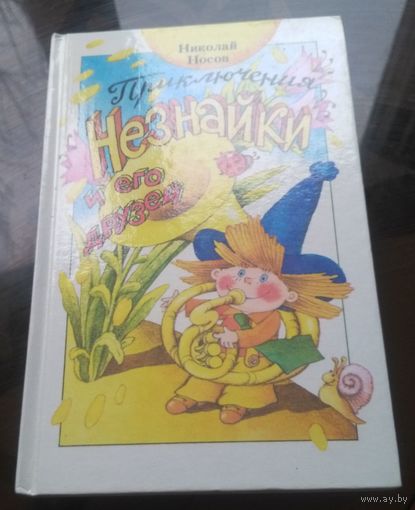 Николай
Носов
Приключения
Незнайки
и его
друзей
www.ay.by